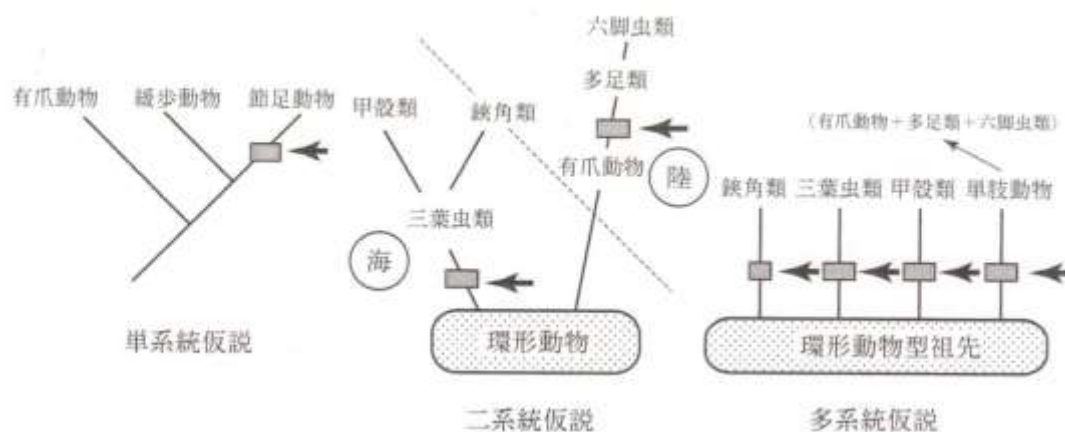 有爪動物
緩歩動物
節足動物
単系統仮説
甲殻類
鋏角類
三葉虫類
海
六脚虫類
多足類
有爪動物
陸
環形動物
二系統仮説
(有爪動物+多足類+六脚虫類)
鋏角類
三葉虫類
甲殻類
単肢動物
環形動物型祖先
多系統仮説